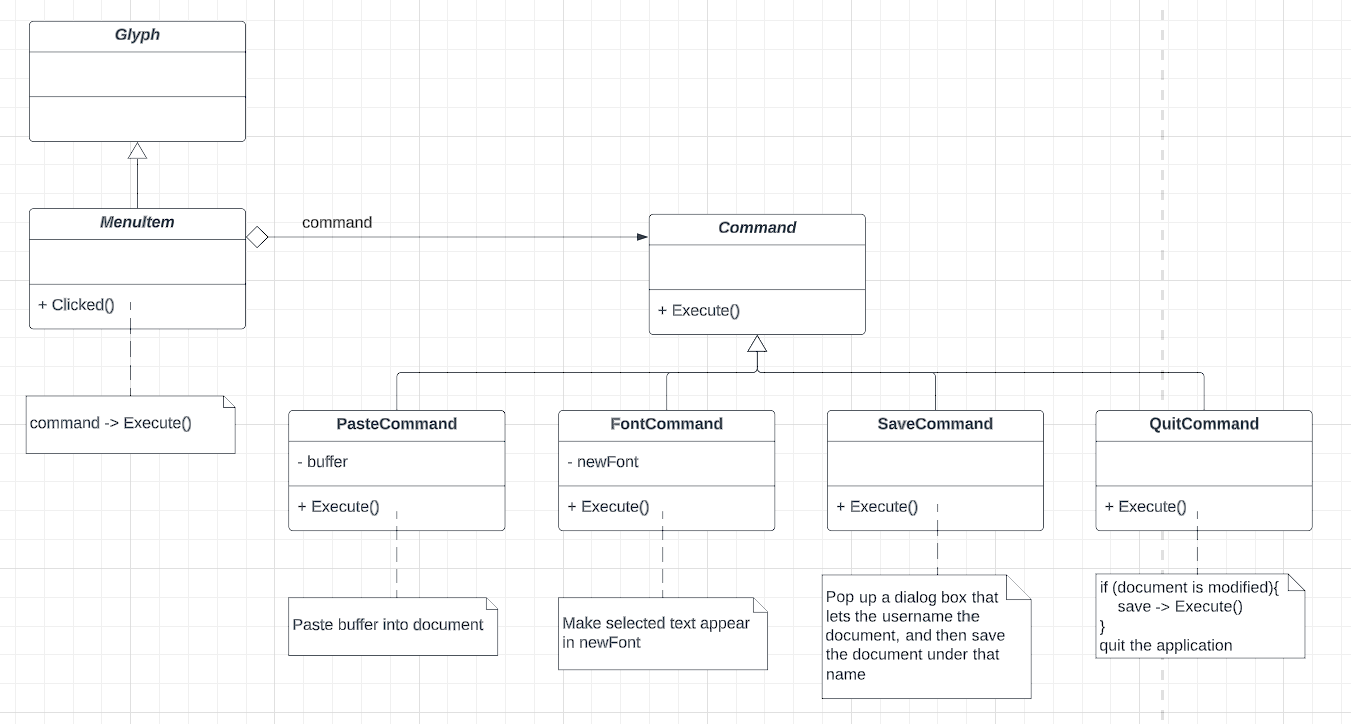 Glyph
MenuItem
+ Clicked()
command -> Execute()
command
Command
+ Execute()
PasteCommand
- buffer
+ Execute()
Paste buffer into document
FontCommand
- newFont
+ Execute()
Make selected text appear
in newFont
SaveCommand
+ Execute()
Pop up a dialog box that
lets the username the
document, and then save
the document under that
name
QuitCommand
+ Execute()
if (document is modified){
save -> Execute()
}
quit the application